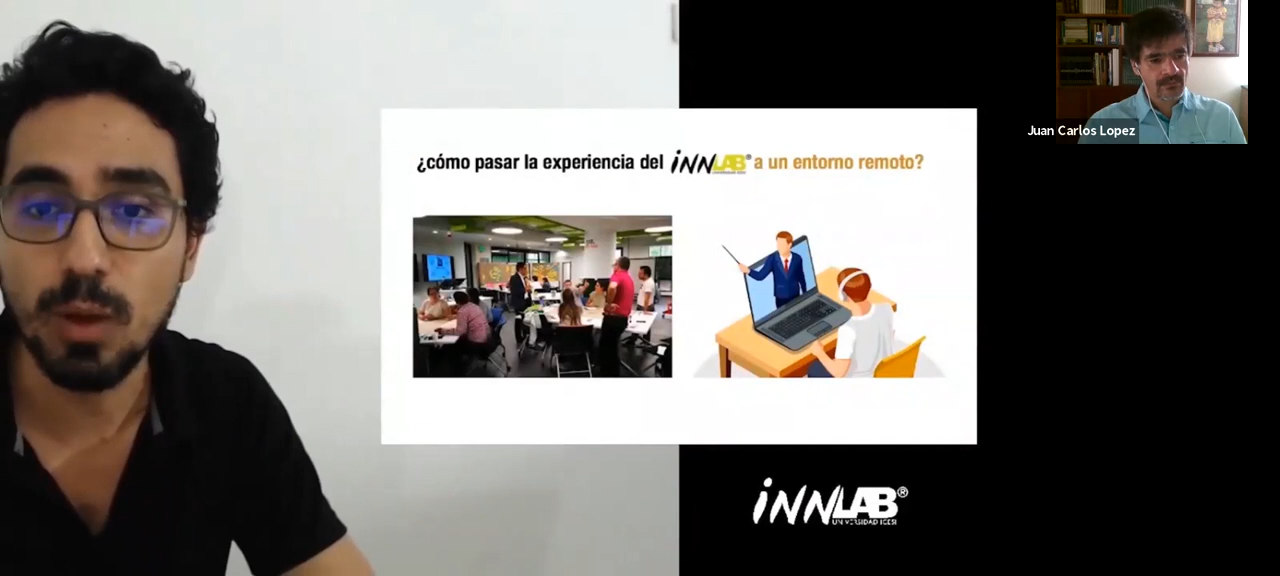 Juan Carlos Lopez
¿cómo pasar la experiencia del iNNLAB® a un entorno remoto?
iNNLAB®
UNIVERSIDAD ICESI